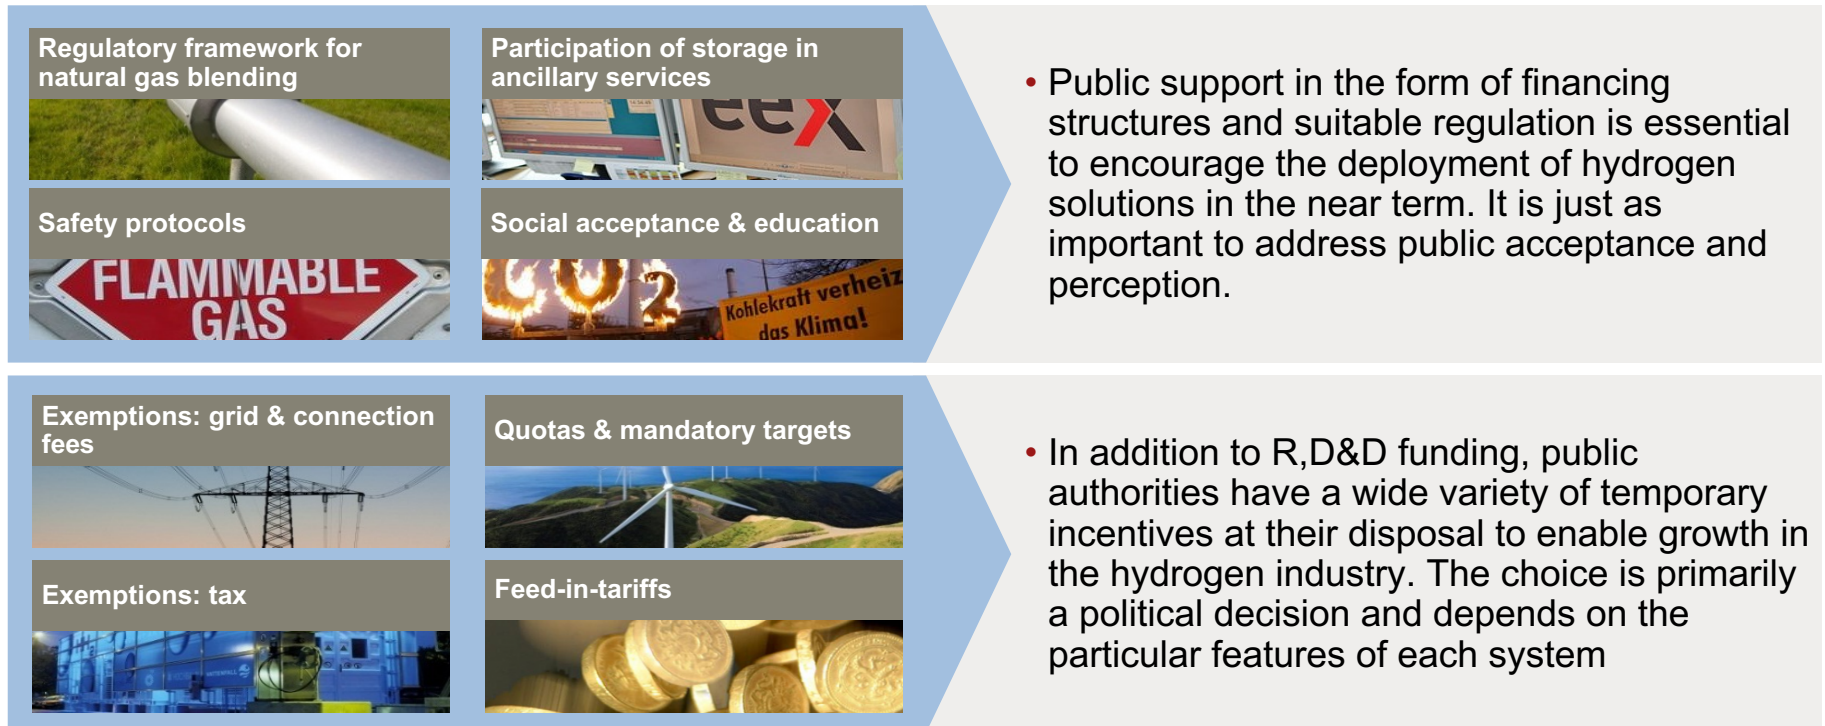 Regulatory framework for
natural gas blending
Participation of storage in
ancillary services
eex
Safety protocols
FLAMMABLE
GAS
Social acceptance & education
CO2
Kohlekraft verheiz
das Klima!
• Public support in the form of financing
structures and suitable regulation is essential
to encourage the deployment of hydrogen
solutions in the near term. It is just as
important to address public acceptance and
perception.
Exemptions: grid & connection
fees
Quotas & mandatory targets
Exemptions: tax
Feed-in-tariffs
• In addition to R,D&D funding, public
authorities have a wide variety of temporary
incentives at their disposal to enable growth in
the hydrogen industry. The choice is primarily
a political decision and depends on the
particular features of each system